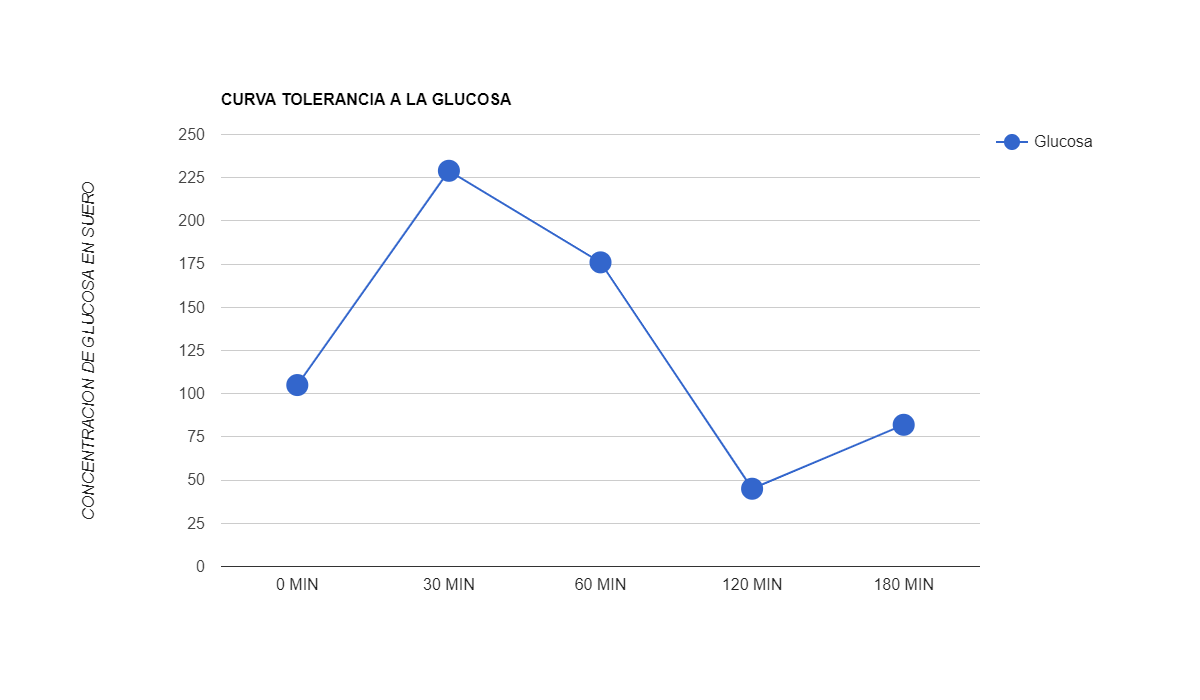 CURVA TOLERANCIA A LA GLUCOSA
Glucosa
CONCENTRACION DE GLUCOSA EN SUERO
250
225
200
175
150
125
100
75
50
25
0
0 MIN 30 MIN 60 MIN 120 MIN 180 MIN